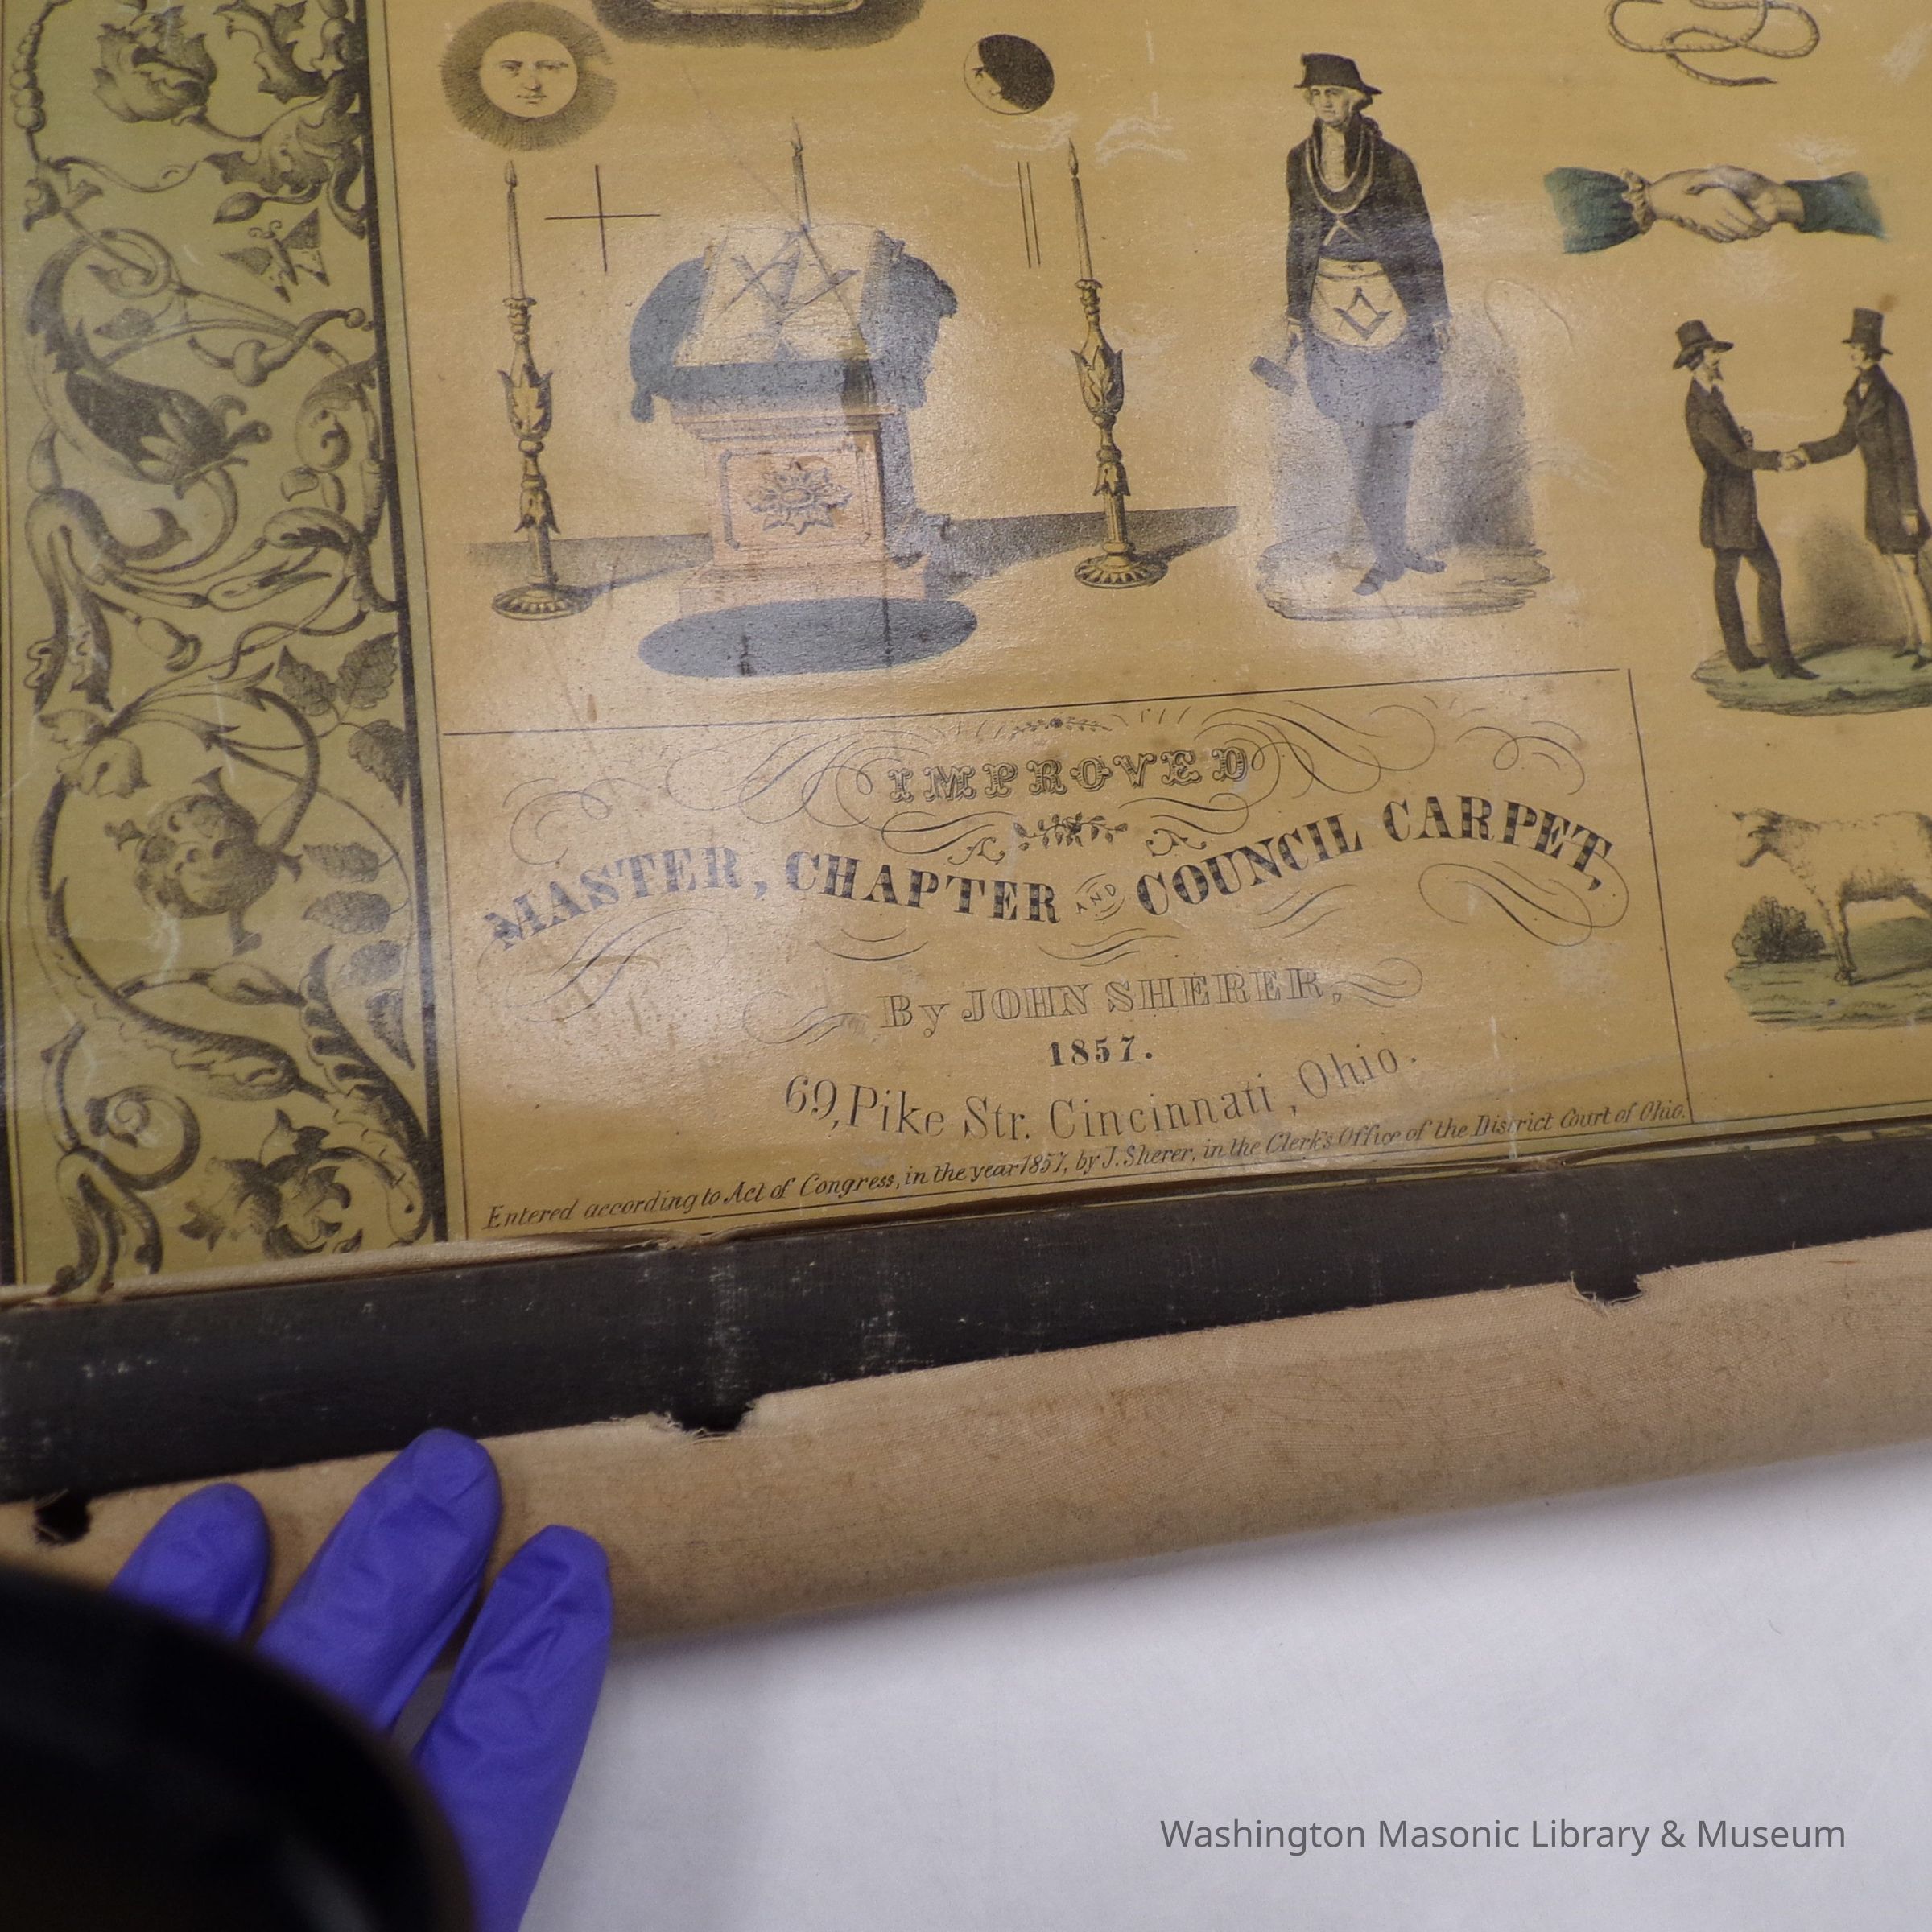 IMPROVED
MASTER, CHAPTER AND COUNCIL CARPET,
By JOHN SHERER,
1857.
69, Pike Str. Cincinnati, Ohio.
Entered according to Act of Congress, in the year 1857, by J. Sherer, in the Clerk's Office of the District Court of Ohio.
Washington Masonic Library & Museum